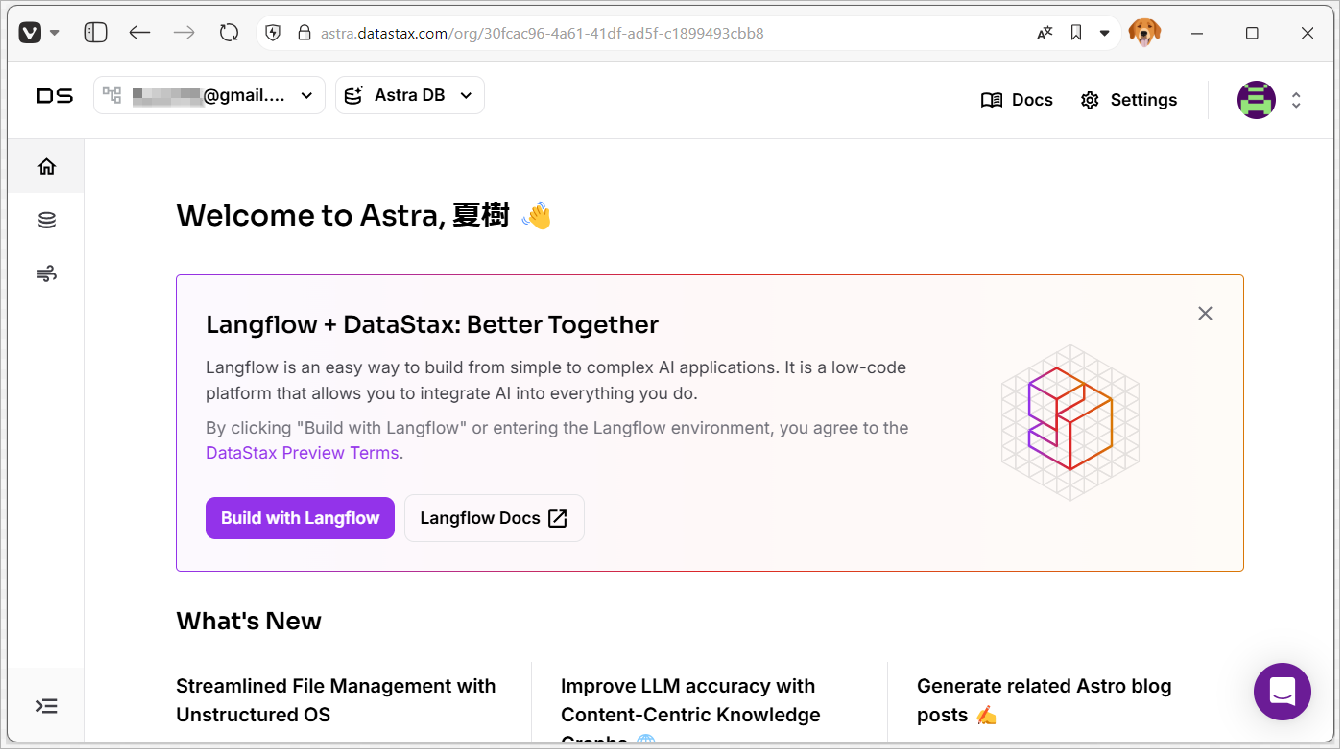 astra.datastax.com/org/30fcac96-4a61-41df-ad5f-c1899493cbb8
DS
@gmail....
Astra DB
Docs
Settings
Welcome to Astra, 夏樹 👋
Langflow + DataStax: Better Together
Langflow is an easy way to build from simple to complex AI applications. It is a low-code
platform that allows you to integrate AI into everything you do.
By clicking "Build with Langflow" or entering the Langflow environment, you agree to the
DataStax Preview Terms.
Build with Langflow
Langflow Docs
What's New
Streamlined File Management with
Unstructured OS
Improve LLM accuracy with
Content-Centric Knowledge
Graphs 🌐
Generate related Astro blog
posts ✍️